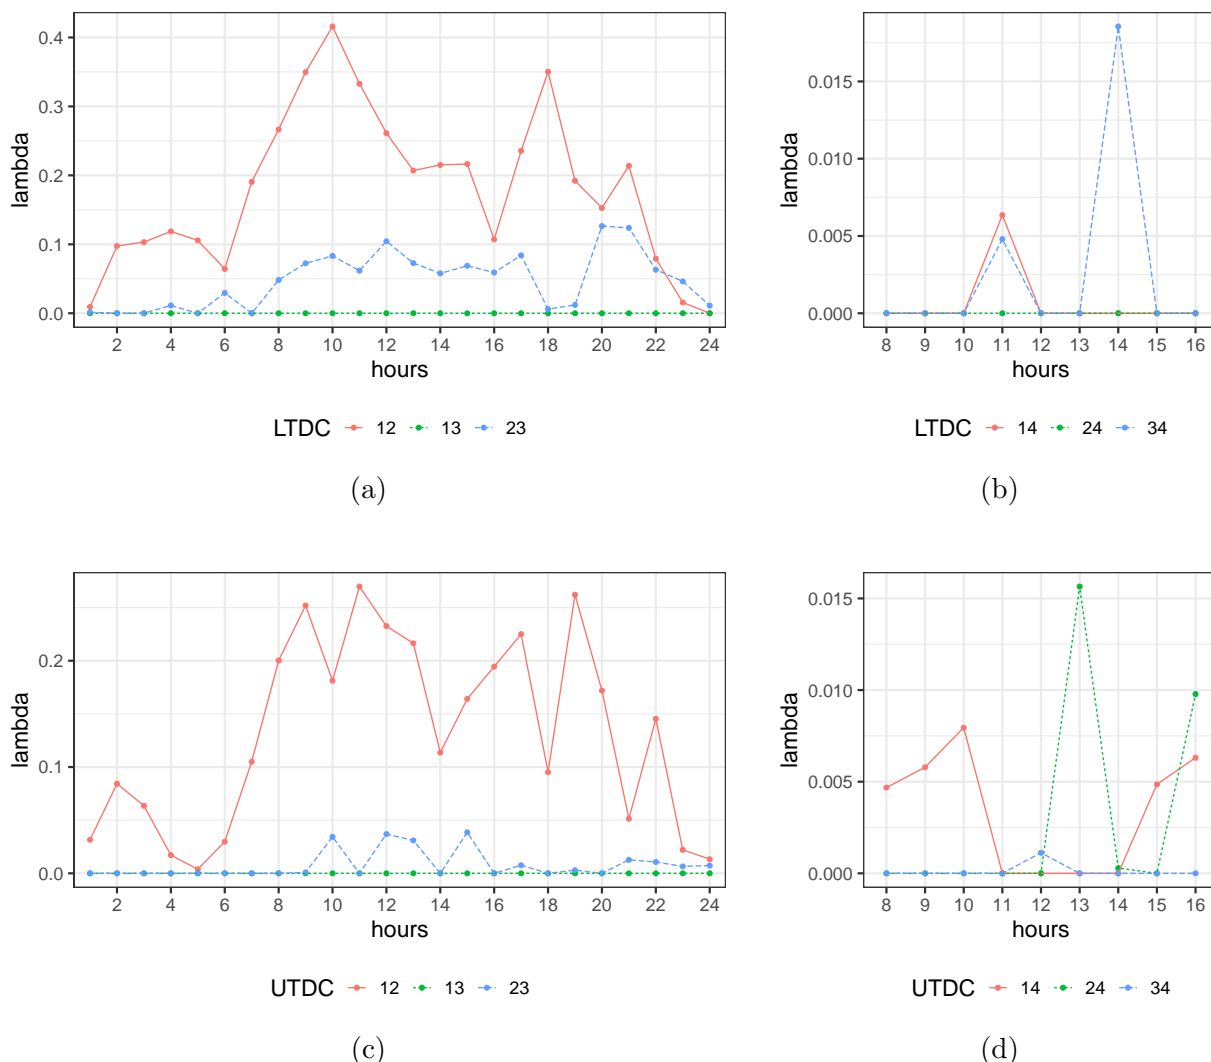 0.4
0.3
0.2
0.1
0.0
lambda
2 4 6 8 10 12 14 16 18 20 22 24
hours
LTDC 12 13 23
(a)
0.015
0.010
0.005
0.000
lambda
8 9 10 11 12 13 14 15 16
hours
LTDC 14 24 34
(b)
0.2
0.1
0.0
lambda
2 4 6 8 10 12 14 16 18 20 22 24
hours
UTDC 12 13 23
(c)
0.015
0.010
0.005
0.000
lambda
8 9 10 11 12 13 14 15 16
hours
UTDC 14 24 34
(d)